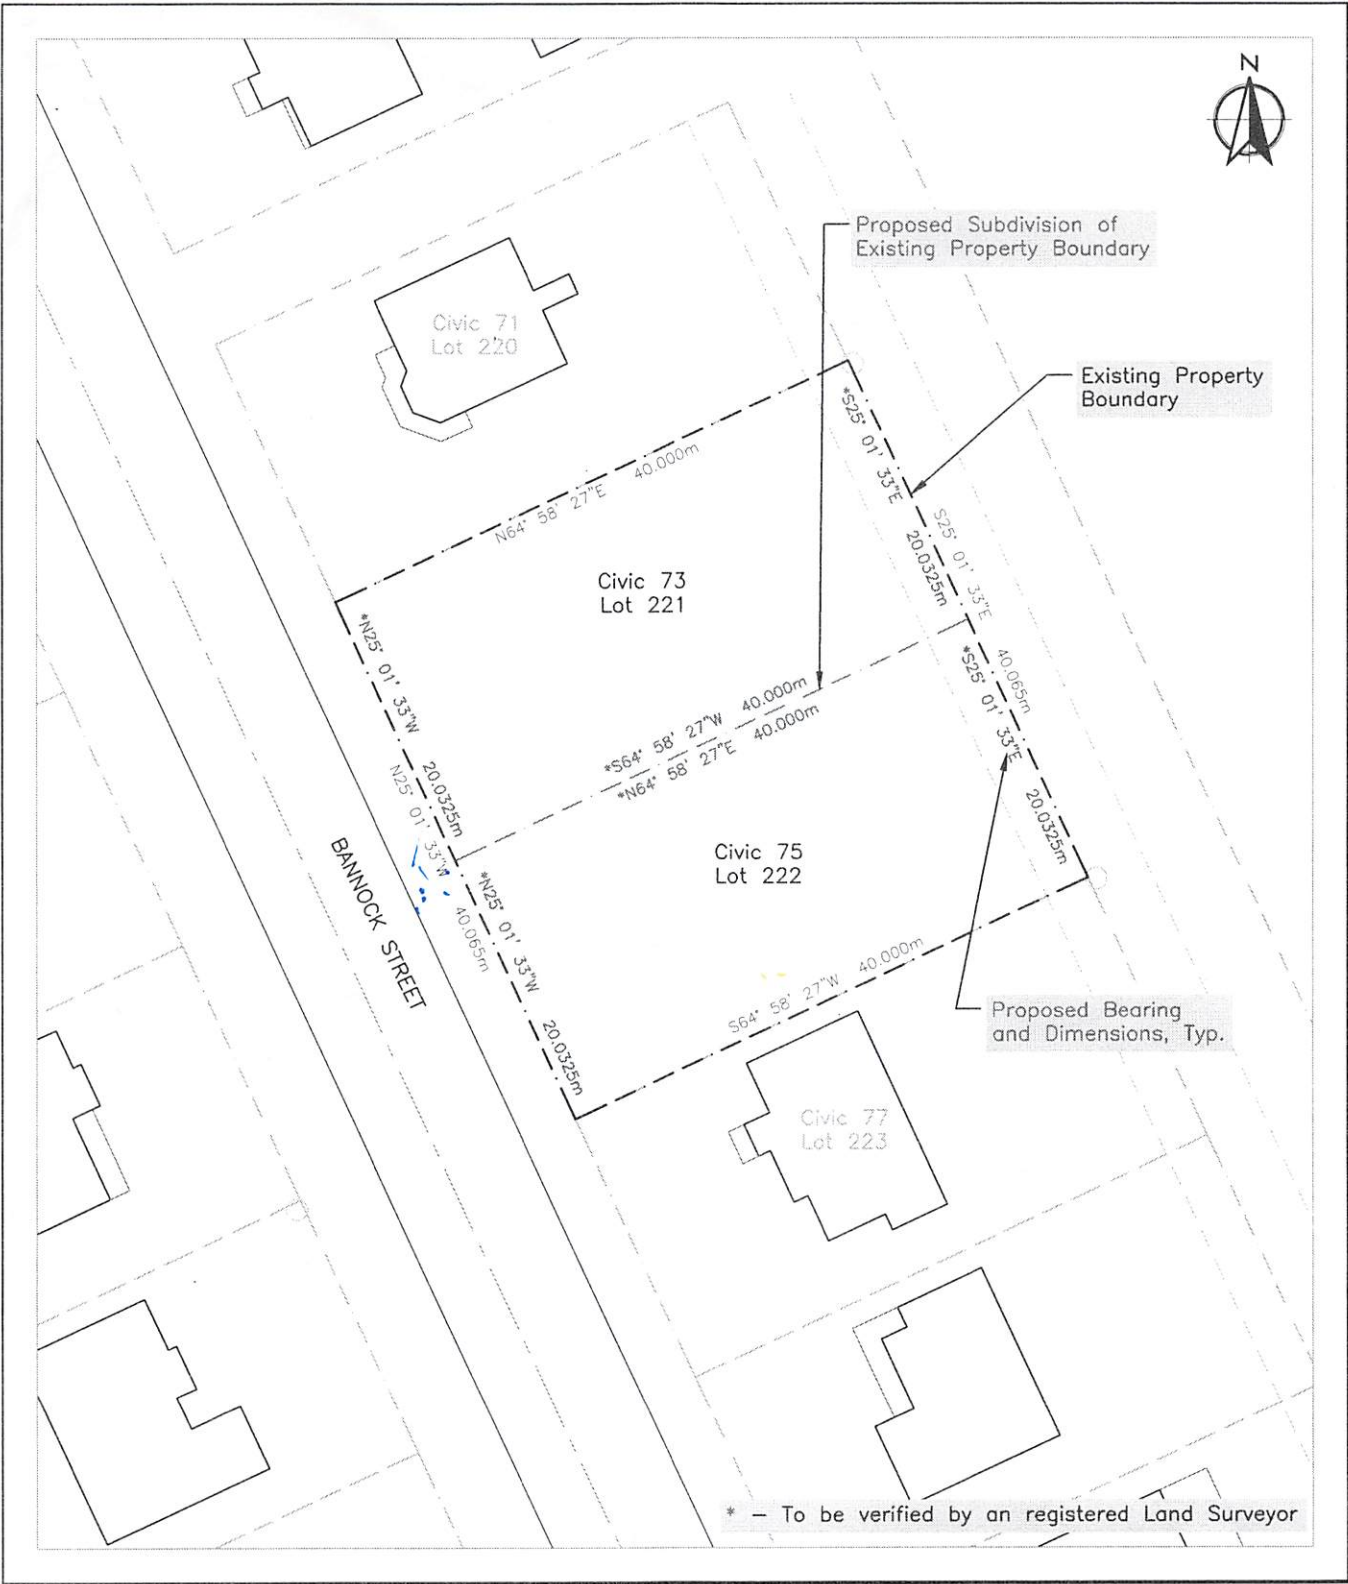 N
Proposed Subdivision of
Existing Property Boundary
Civic 71
Lot 220
Existing Property
Boundary
*S25° 01' 33"E 20.0325m
N64° 58' 27"E 40.000m
S25° 01' 33"E 40.065m
Civic 73
Lot 221
*N25° 01' 33"W 20.0325m
*S25° 01' 33"E 20.0325m
*S64° 58' 27"W 40.000m
*N64° 58' 27"E 40.000m
N25° 01' 33"W 40.065m
BANNOCK STREET
Civic 75
Lot 222
*N25° 01' 33"W 20.0325m
S64° 58' 27"W 40.000m
Proposed Bearing
and Dimensions, Typ.
Civic 77
Lot 223
* – To be verified by an registered Land Surveyor